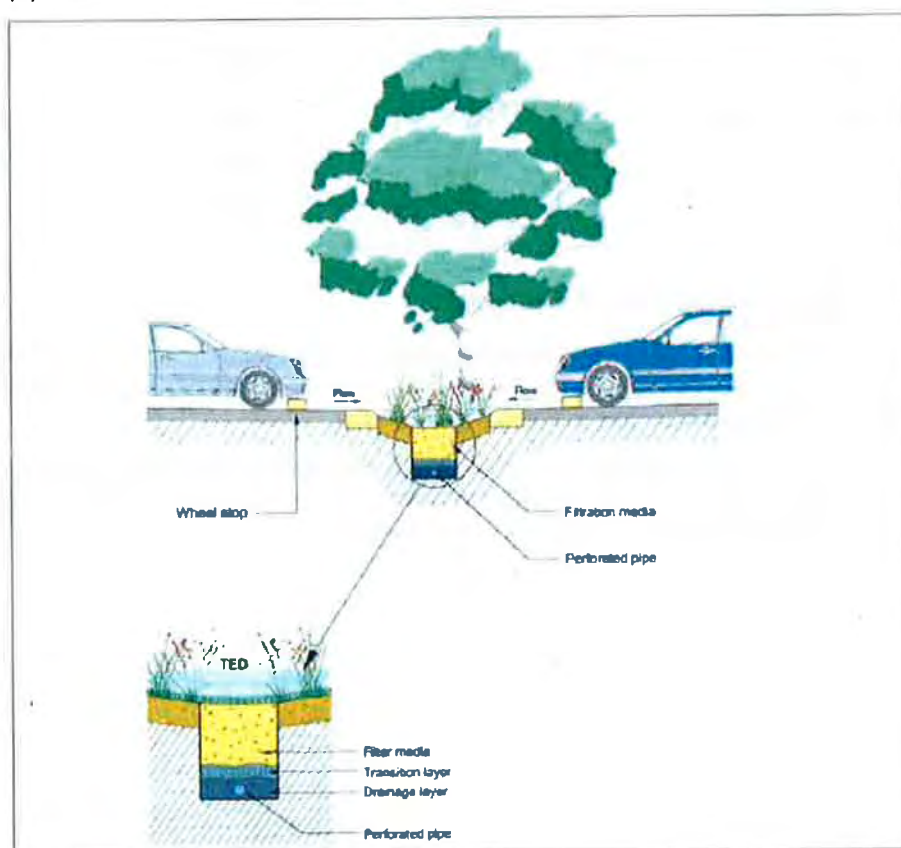 Flow
Flow
Wheel stop
Filtration media
Perforated pipe
TED
Filter media
Transition layer
Drainage layer
Perforated pipe